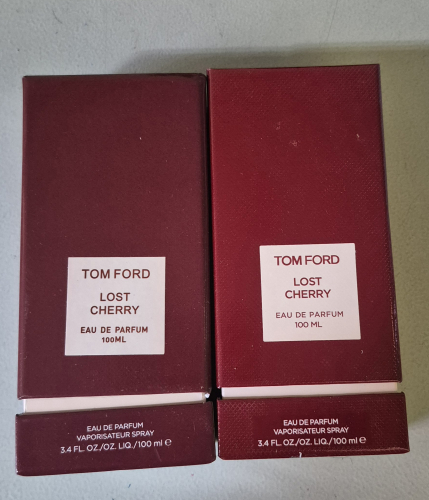 TOM FORD
LOST
CHERRY
EAU DE PARFUM
100ML
EAU DE PARFUM
VAPORISATEUR SPRAY
3.4 FL. OZ./OZ. LIQ./100 ml ℮
TOM FORD
LOST
CHERRY
EAU DE PARFUM
100 ML
EAU DE PARFUM
VAPORISATEUR SPRAY
3.4 FL. OZ./OZ. LIQ./100 ml ℮